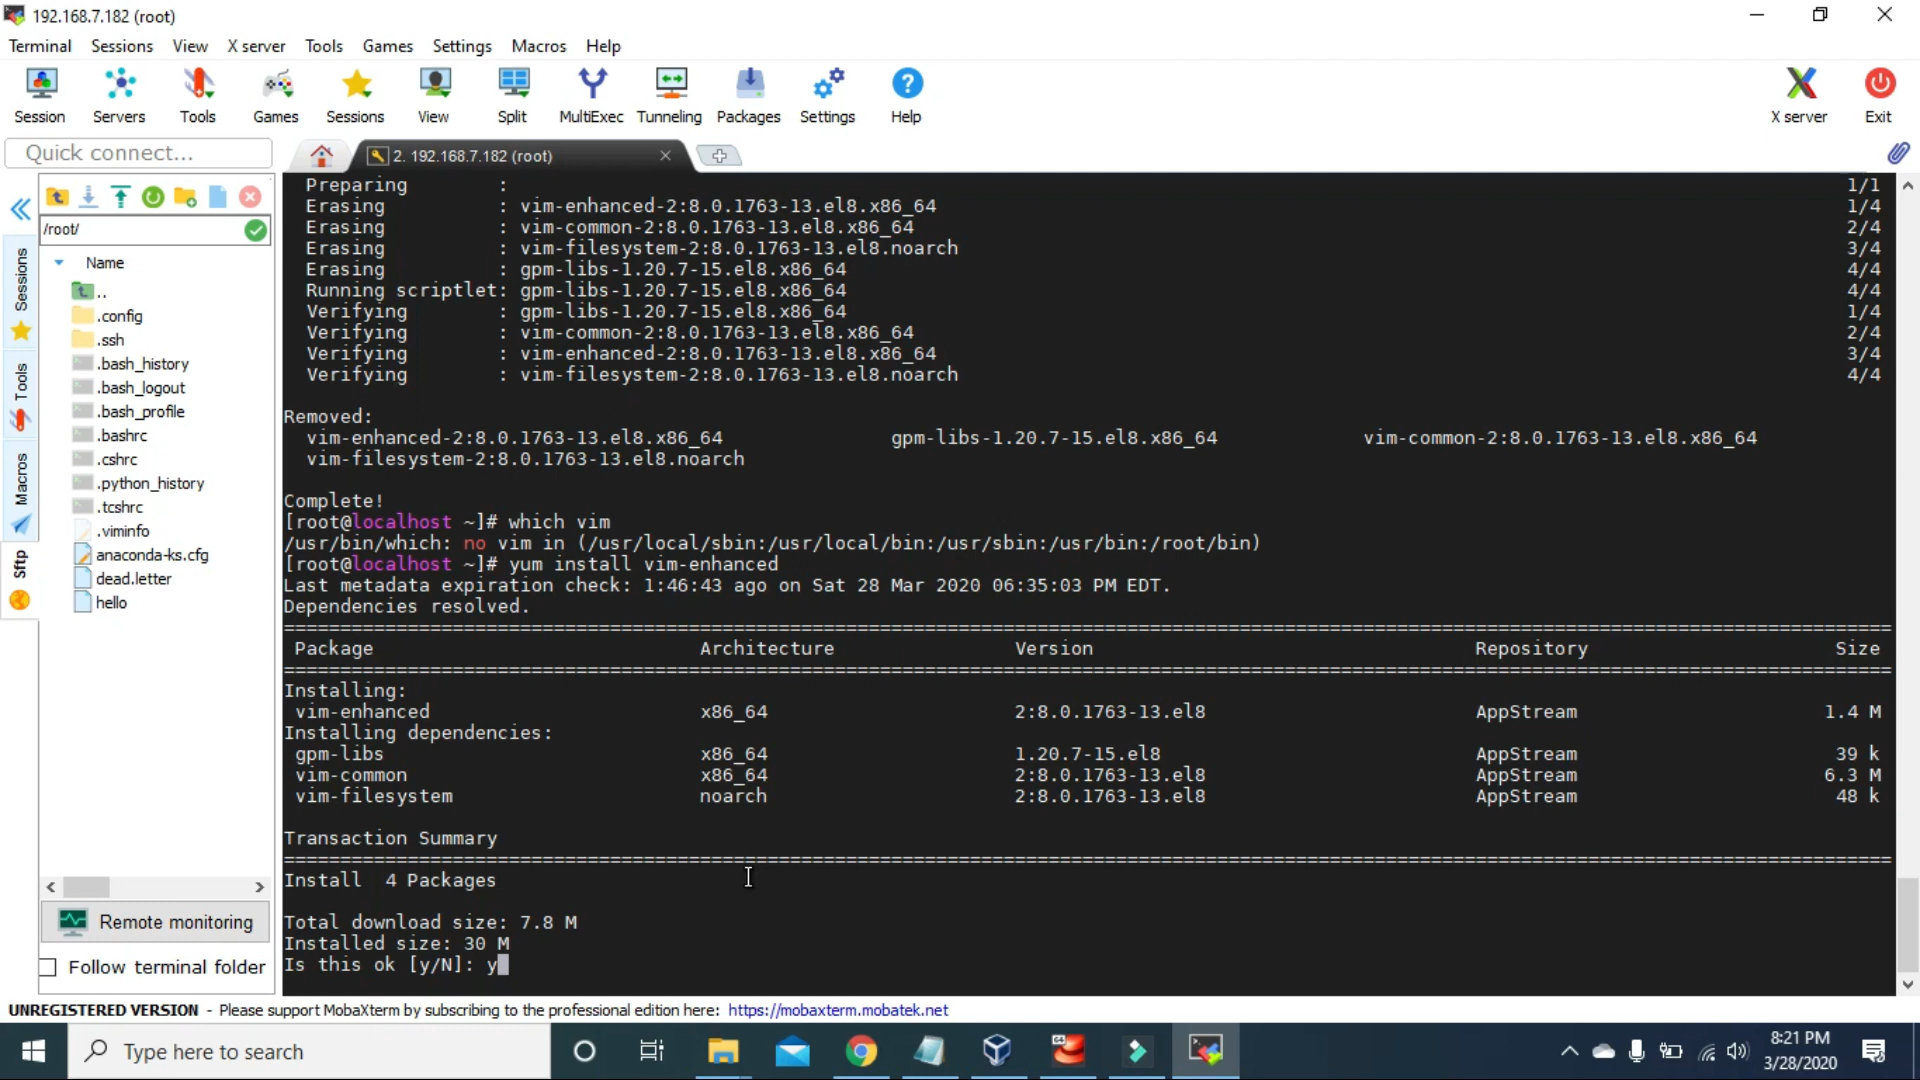 192.168.7.182 (root)
Terminal Sessions View X server Tools Games Settings Macros Help
Session Servers Tools Games Sessions View Split MultiExec Tunneling Packages Settings Help X server Exit
Quick connect...
2. 192.168.7.182 (root)
/root/
Name
..
.config
.ssh
.bash_history
.bash_logout
.bash_profile
.bashrc
.cshrc
.python_history
.tcshrc
.viminfo
anaconda-ks.cfg
dead.letter
hello
Sessions
Tools
Macros
Sftp
Remote monitoring
Follow terminal folder
Preparing : 1/1
Erasing : vim-enhanced-2:8.0.1763-13.el8.x86_64 1/4
Erasing : vim-common-2:8.0.1763-13.el8.x86_64 2/4
Erasing : vim-filesystem-2:8.0.1763-13.el8.noarch 3/4
Erasing : gpm-libs-1.20.7-15.el8.x86_64 4/4
Running scriptlet: gpm-libs-1.20.7-15.el8.x86_64 4/4
Verifying : gpm-libs-1.20.7-15.el8.x86_64 1/4
Verifying : vim-common-2:8.0.1763-13.el8.x86_64 2/4
Verifying : vim-enhanced-2:8.0.1763-13.el8.x86_64 3/4
Verifying : vim-filesystem-2:8.0.1763-13.el8.noarch 4/4
Removed:
vim-enhanced-2:8.0.1763-13.el8.x86_64 gpm-libs-1.20.7-15.el8.x86_64 vim-common-2:8.0.1763-13.el8.x86_64
vim-filesystem-2:8.0.1763-13.el8.noarch
Complete!
[root@localhost ~]# which vim
/usr/bin/which: no vim in (/usr/local/sbin:/usr/local/bin:/usr/sbin:/usr/bin:/root/bin)
[root@localhost ~]# yum install vim-enhanced
Last metadata expiration check: 1:46:43 ago on Sat 28 Mar 2020 06:35:03 PM EDT.
Dependencies resolved.
================================================================================
Package Architecture Version Repository Size
================================================================================
Installing:
vim-enhanced x86_64 2:8.0.1763-13.el8 AppStream 1.4 M
Installing dependencies:
gpm-libs x86_64 1.20.7-15.el8 AppStream 39 k
vim-common x86_64 2:8.0.1763-13.el8 AppStream 6.3 M
vim-filesystem noarch 2:8.0.1763-13.el8 AppStream 48 k
Transaction Summary
================================================================================
Install 4 Packages
Total download size: 7.8 M
Installed size: 30 M
Is this ok [y/N]: y
UNREGISTERED VERSION - Please support MobaXterm by subscribing to the professional edition here: https://mobaxterm.mobatek.net
Type here to search
64
8:21 PM
3/28/2020